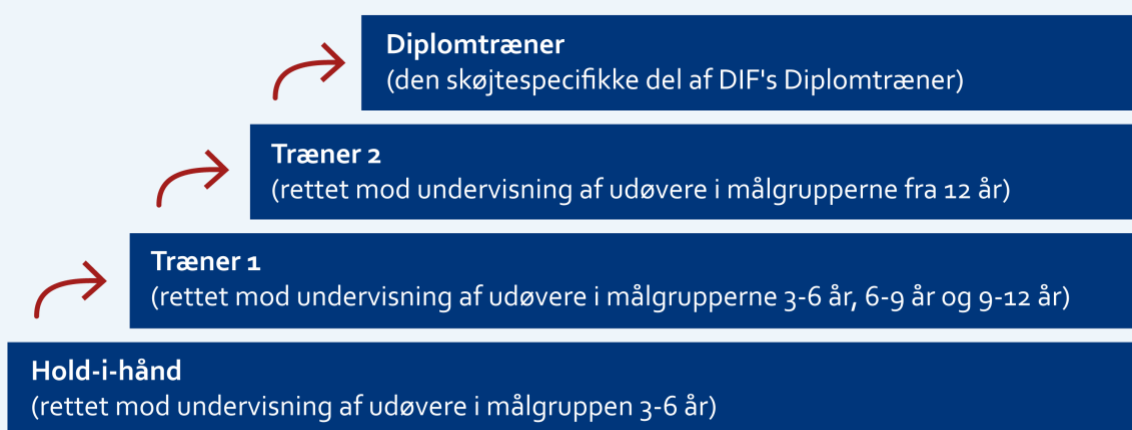 Diplomtræner
(den skøjtespecifikke del af DIF's Diplomtræner)
Træner 2
(rettet mod undervisning af udøvere i målgrupperne fra 12 år)
Træner 1
(rettet mod undervisning af udøvere i målgrupperne 3-6 år, 6-9 år og 9-12 år)
Hold-i-hånd
(rettet mod undervisning af udøvere i målgruppen 3-6 år)